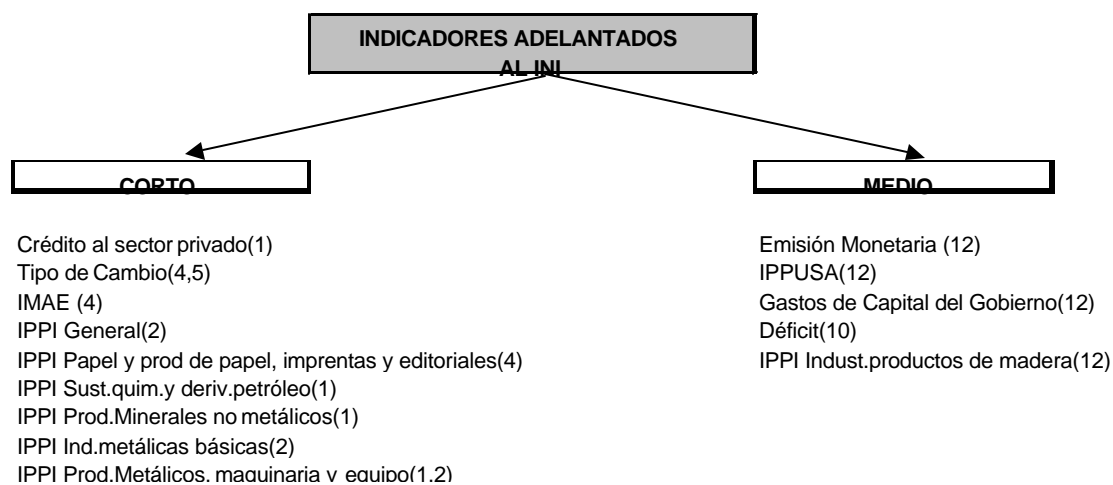 INDICADORES ADELANTADOS
AL INI
CORTO
MEDIO
Crédito al sector privado(1)
Tipo de Cambio(4,5)
IMAE (4)
IPPI General(2)
IPPI Papel y prod de papel, imprentas y editoriales(4)
IPPI Sust.quim.y deriv.petróleo(1)
IPPI Prod.Minerales no metálicos(1)
IPPI Ind.metálicas básicas(2)
IPPI Prod.Metálicos, maquinaria y equipo(1,2)
Emisión Monetaria (12)
IPPUSA(12)
Gastos de Capital del Gobierno(12)
Déficit(10)
IPPI Indust.productos de madera(12)